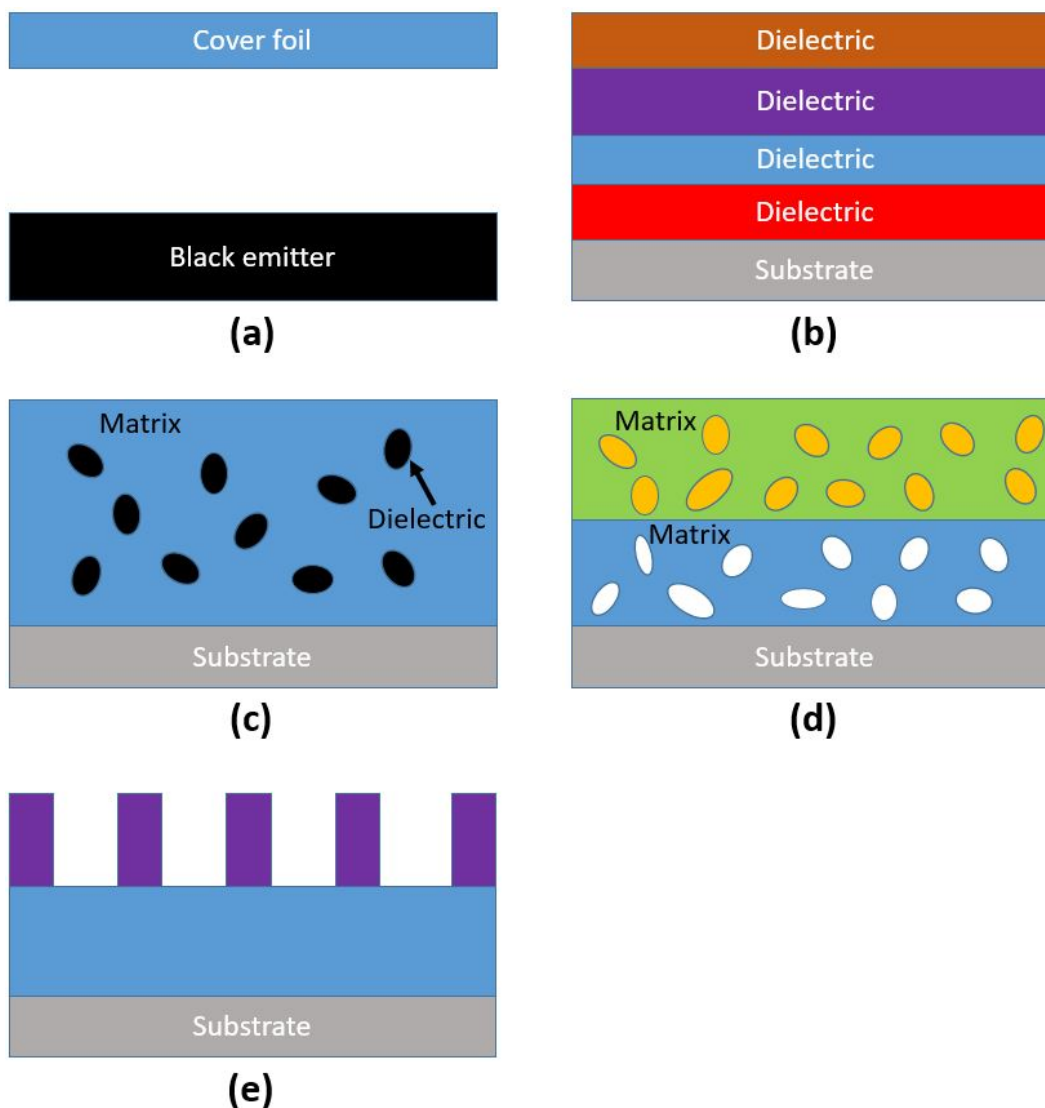 Cover foil
Black emitter
(a)
Dielectric
Dielectric
Dielectric
Dielectric
Substrate
(b)
Matrix
Dielectric
Substrate
(c)
Matrix
Matrix
Substrate
(d)
Substrate
(e)